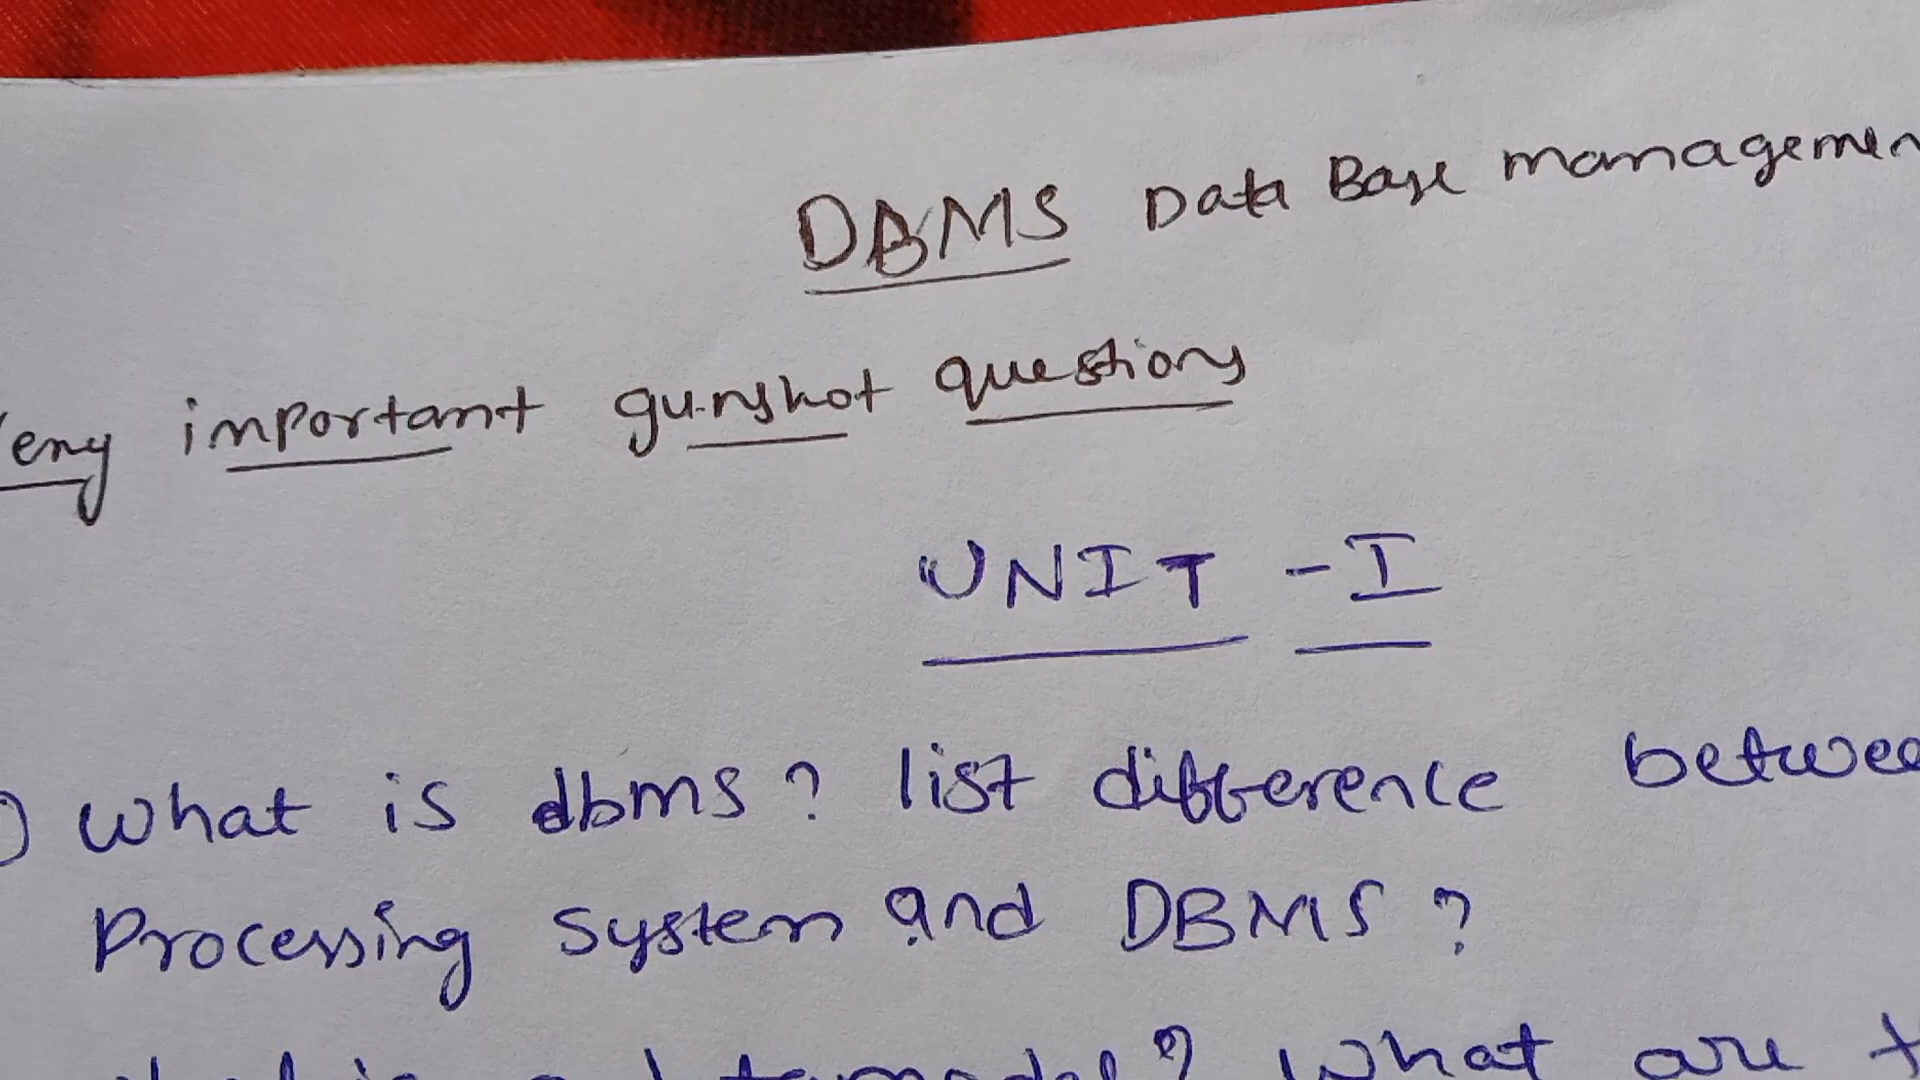 DBMS Data Base managemen
very important gunshot questions
UNIT - I
) What is dbms? list difference betwee
Processing system and DBMS?
? What are t